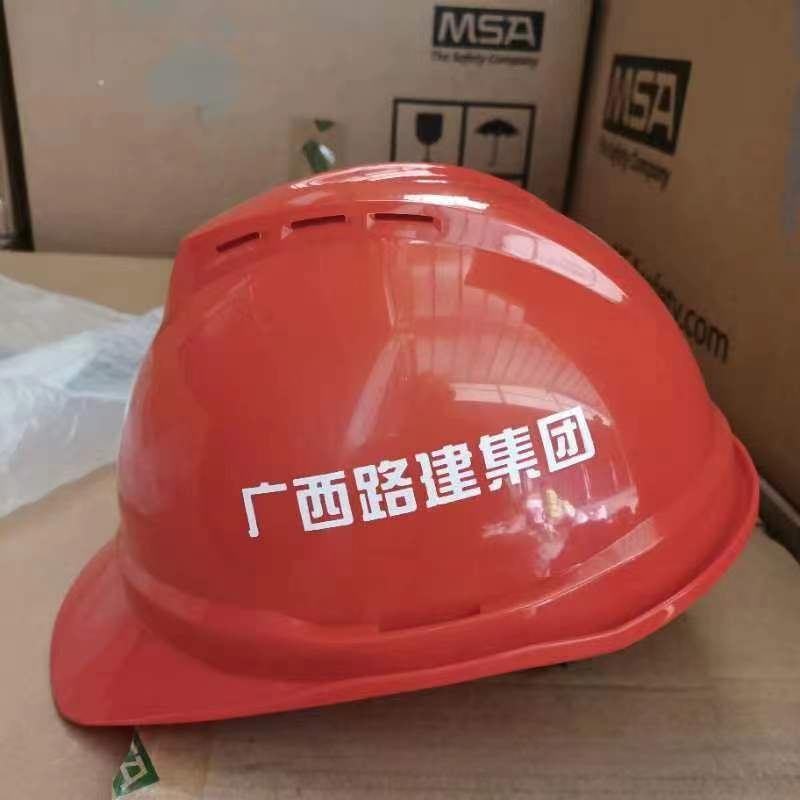 MSA
The Safety Company
MSA
The Safety Company
广西路建集团